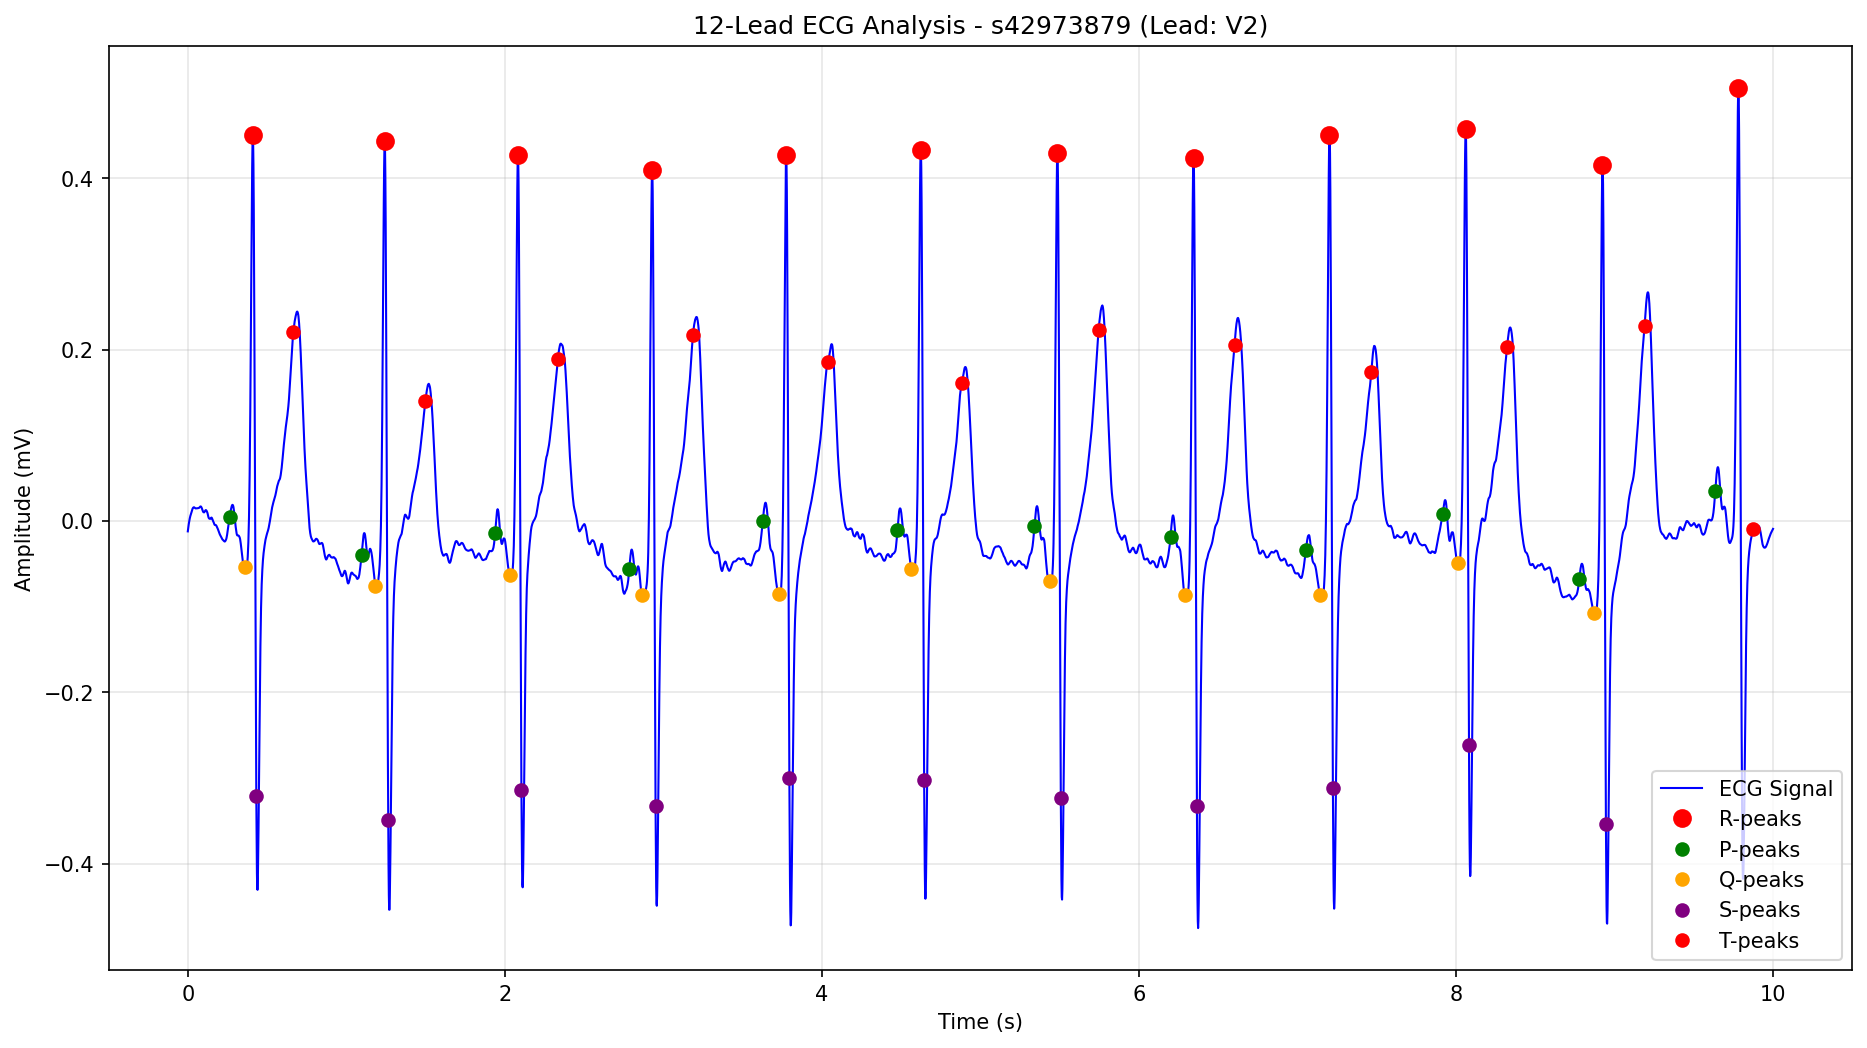 12-Lead ECG Analysis - s42973879 (Lead: V2)
Amplitude (mV)
0.4
0.2
0.0
−0.2
−0.4
0
2
4
6
8
10
Time (s)
ECG Signal
R-peaks
P-peaks
Q-peaks
S-peaks
T-peaks